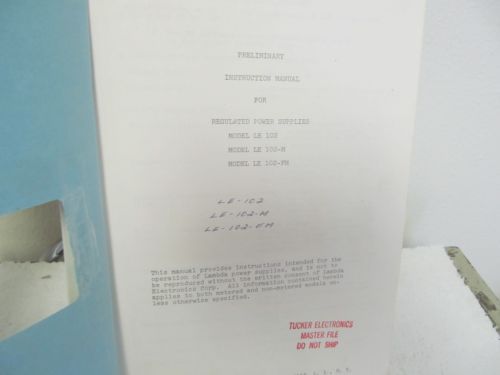 PRELIMINARY
INSTRUCTION MANUAL
FOR
REGULATED POWER SUPPLIES
MODEL LE 102
MODEL LE 102-M
MODEL LE 102-FM
LE-102
LE-102-M
LE-102-FM
This manual provides instructions intended for the
operation of Lambda power supplies, and is not to
be reproduced without the written consent of Lambda
Electronics Corp. All information contained herein
applies to both metered and non-metered models un-
less otherwise specified.
TUCKER ELECTRONICS
MASTER FILE
DO NOT SHIP